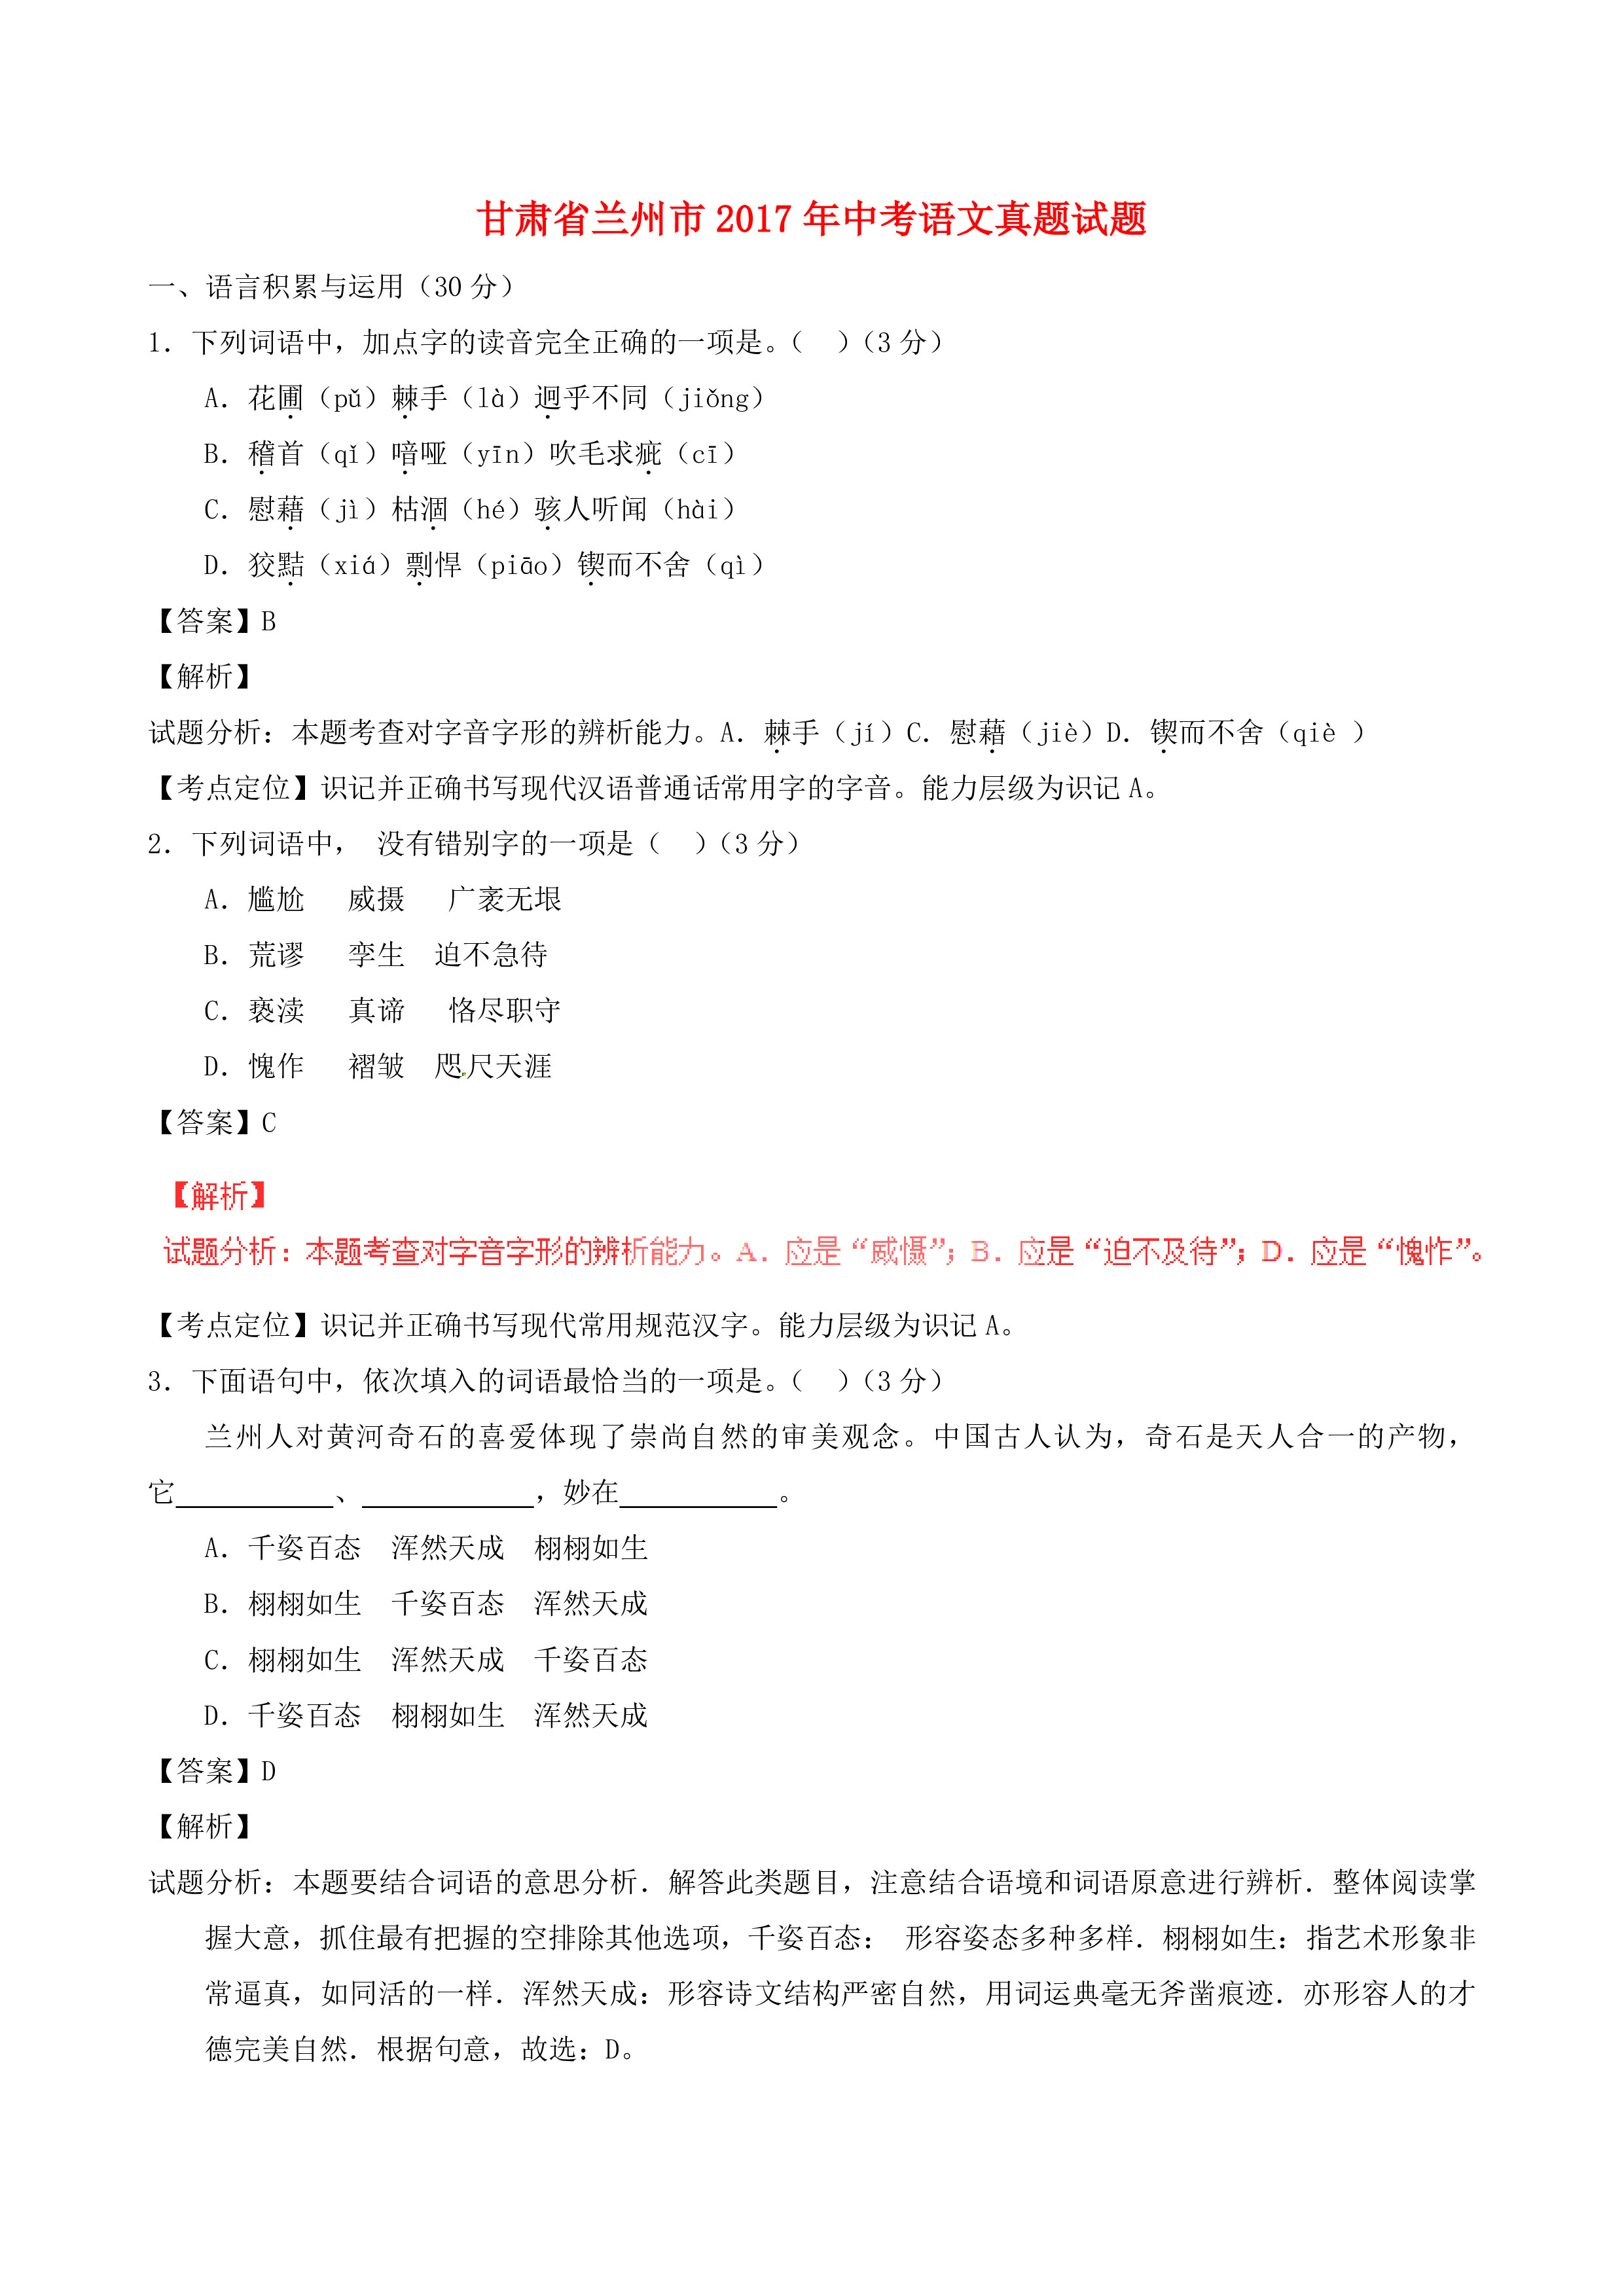 甘肃省兰州市 2017 年中考语文真题试题
一、语言积累与运用（30 分）
1．下列词语中，加点字的读音完全正确的一项是。（　）（3 分）
A．花圃（pǔ）棘手（là）迥乎不同（jiǒng）
B．稽首（qǐ）喑哑（yīn）吹毛求疵（cī）
C．慰藉（jì）枯涸（hé）骇人听闻（hài）
D．狡黠（xiá）剽悍（piāo）锲而不舍（qì）
【答案】B
【解析】
试题分析：本题考查对字音字形的辨析能力。A．棘手（jí）C．慰藉（jiè）D．锲而不舍（qiè ）
【考点定位】识记并正确书写现代汉语普通话常用字的字音。能力层级为识记 A。
2．下列词语中， 没有错别字的一项是（　）（3 分）
A．尴尬　威摄　广袤无垠
B．荒谬　孪生　迫不急待
C．亵渎　真谛　恪尽职守
D．愧作　褶皱　咫尺天涯
【答案】C
【解析】
试题分析：本题考查对字音字形的辨析能力。A．应是“威慑”；B．应是“迫不及待”；D．应是“愧怍”。
【考点定位】识记并正确书写现代常用规范汉字。能力层级为识记 A。
3．下面语句中，依次填入的词语最恰当的一项是。（　）（3 分）
兰州人对黄河奇石的喜爱体现了崇尚自然的审美观念。中国古人认为，奇石是天人合一的产物，
它___________、____________，妙在___________。
A．千姿百态　浑然天成　栩栩如生
B．栩栩如生　千姿百态　浑然天成
C．栩栩如生　浑然天成　千姿百态
D．千姿百态　栩栩如生　浑然天成
【答案】D
【解析】
试题分析：本题要结合词语的意思分析．解答此类题目，注意结合语境和词语原意进行辨析．整体阅读掌
握大意，抓住最有把握的空排除其他选项，千姿百态： 形容姿态多种多样．栩栩如生：指艺术形象非
常逼真，如同活的一样．浑然天成：形容诗文结构严密自然，用词运典毫无斧凿痕迹．亦形容人的才
德完美自然．根据句意，故选：D。